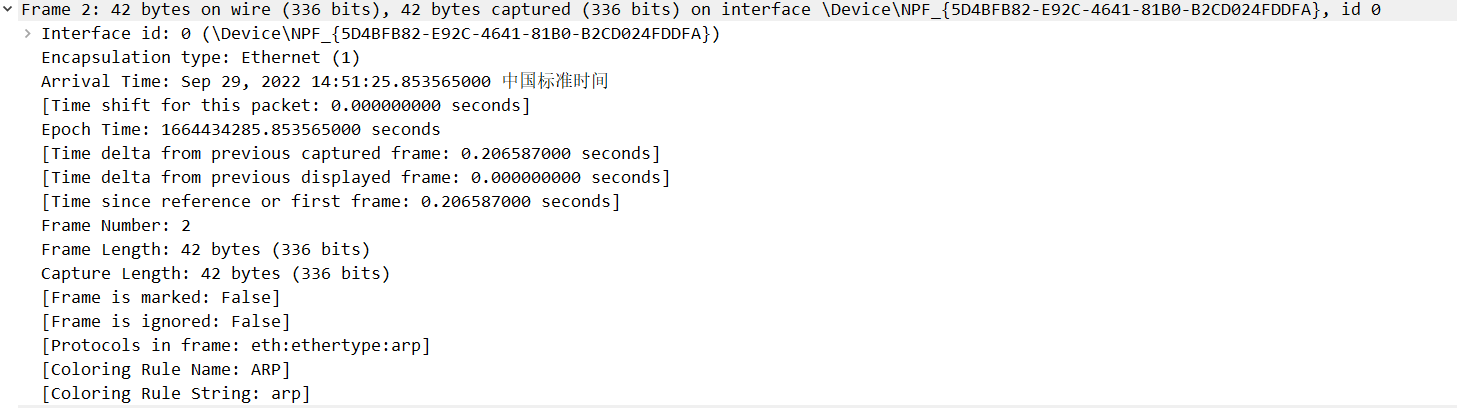 Frame 2: 42 bytes on wire (336 bits), 42 bytes captured (336 bits) on interface \Device\NPF_{5D4BFB82-E92C-4641-81B0-B2CD024FDDFA}, id 0
Interface id: 0 (\Device\NPF_{5D4BFB82-E92C-4641-81B0-B2CD024FDDFA})
Encapsulation type: Ethernet (1)
Arrival Time: Sep 29, 2022 14:51:25.853565000 中国标准时间
[Time shift for this packet: 0.000000000 seconds]
Epoch Time: 1664434285.853565000 seconds
[Time delta from previous captured frame: 0.206587000 seconds]
[Time delta from previous displayed frame: 0.000000000 seconds]
[Time since reference or first frame: 0.206587000 seconds]
Frame Number: 2
Frame Length: 42 bytes (336 bits)
Capture Length: 42 bytes (336 bits)
[Frame is marked: False]
[Frame is ignored: False]
[Protocols in frame: eth:ethertype:arp]
[Coloring Rule Name: ARP]
[Coloring Rule String: arp]